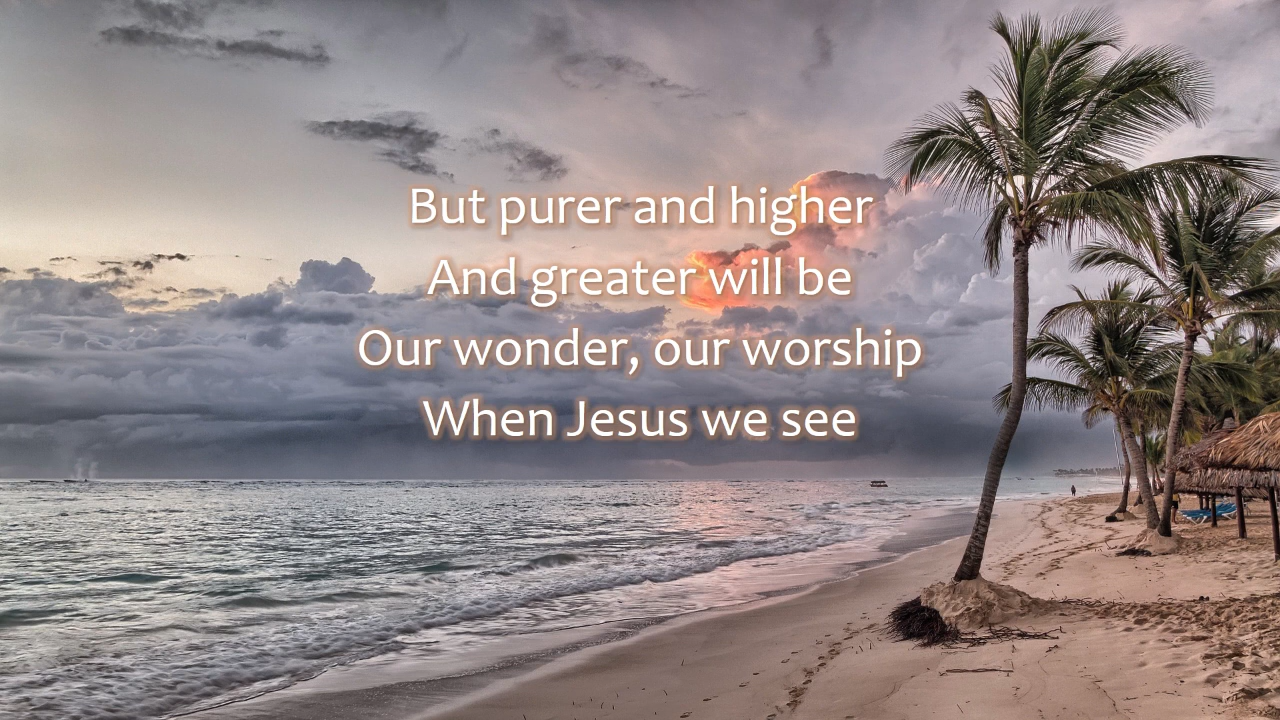 But purer and higher
And greater will be
Our wonder, our worship
When Jesus we see